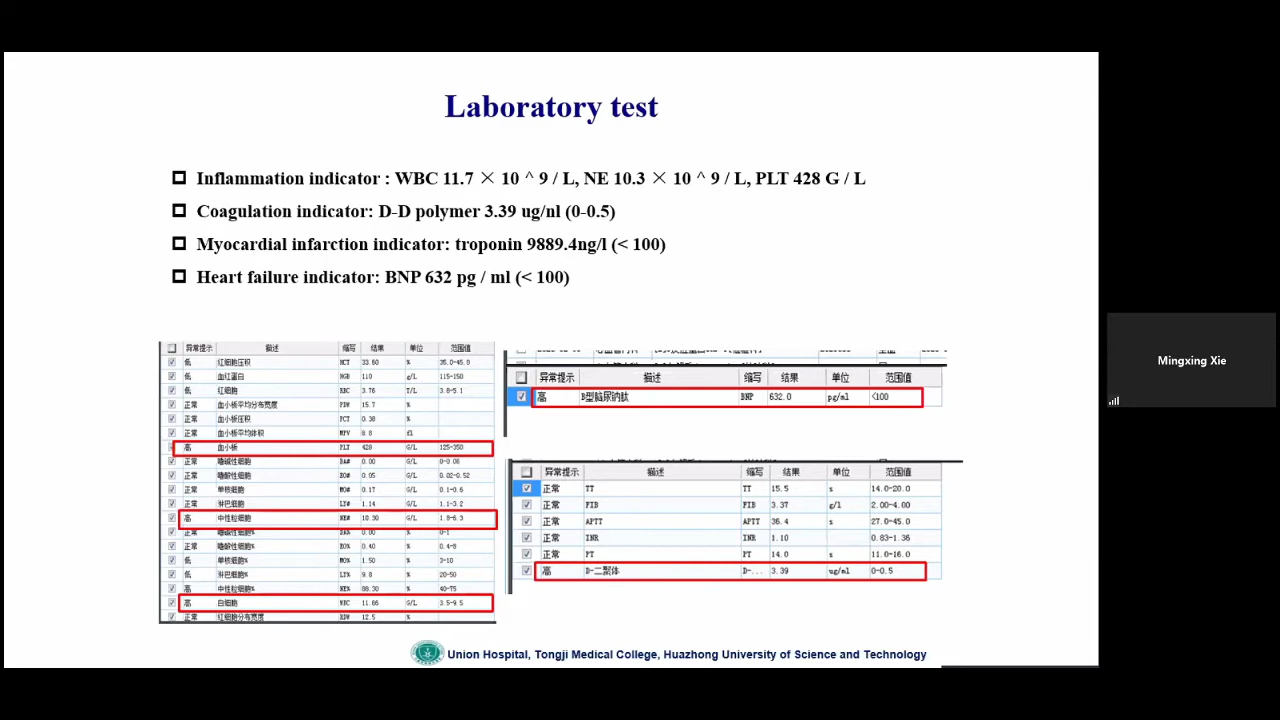 Laboratory test
Inflammation indicator : WBC 11.7 × 10 ^ 9 / L, NE 10.3 × 10 ^ 9 / L, PLT 428 G / L
Coagulation indicator: D-D polymer 3.39 ug/nl (0-0.5)
Myocardial infarction indicator: troponin 9889.4ng/l (< 100)
Heart failure indicator: BNP 632 pg / ml (< 100)
异常提示 描述 缩写 结果 单位 范围值
低 红细胞压积 HCT 33.60 % 35.0-45.0
低 血红蛋白 HGB 110 g/L 115-150
低 红细胞 RBC 3.76 T/L 3.8-5.1
正常 血小板平均分布宽度 PDW 15.7 %
正常 血小板压积 PCT 0.38 %
正常 血小板平均体积 MPV 8.8 fl
高 血小板 PLT 428 G/L 125-350
正常 嗜碱性细胞 BA# 0.00 G/L 0-0.06
正常 嗜酸性细胞 EO# 0.05 G/L 0.02-0.52
正常 单核细胞 MO# 0.17 G/L 0.1-0.6
正常 淋巴细胞 LY# 1.14 G/L 1.1-3.2
高 中性粒细胞 NE# 10.30 G/L 1.8-6.3
正常 嗜碱性细胞% BA% 0.00 % 0-1
正常 嗜酸性细胞% EO% 0.40 % 0.4-8
低 单核细胞% MO% 1.50 % 3-10
低 淋巴细胞% LY% 9.8 % 20-50
高 中性粒细胞% NE% 88.30 % 40-75
高 白细胞 WBC 11.66 G/L 3.5-9.5
正常 红细胞分布宽度 RDW 12.5 %
异常提示 描述 缩写 结果 单位 范围值
高 B型脑尿钠肽 BNP 632.0 pg/ml <100
异常提示 描述 缩写 结果 单位 范围值
正常 TT TT 15.5 s 14.0-20.0
正常 FIB FIB 3.37 g/l 2.00-4.00
正常 APTT APTT 36.4 s 27.0-45.0
正常 INR INR 1.10 0.83-1.36
正常 PT PT 14.0 s 11.0-16.0
高 D-二聚体 D-... 3.39 ug/ml 0-0.5
Union Hospital, Tongji Medical College, Huazhong University of Science and Technology
Mingxing Xie